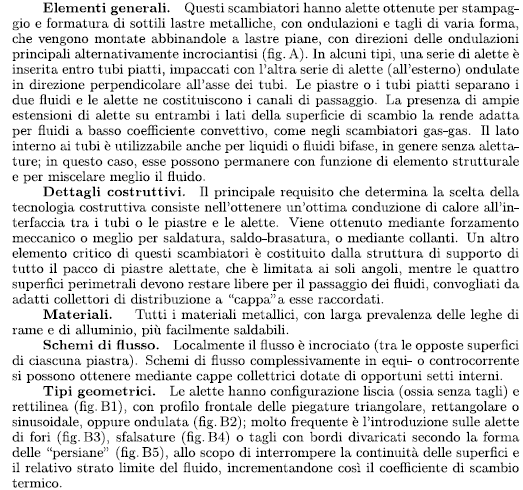 Elementi generali. Questi scambiatori hanno alette ottenute per stampag-
gio e formatura di sottili lastre metalliche, con ondulazioni e tagli di varia forma,
che vengono montate abbinandole a lastre piane, con direzioni delle ondulazioni
principali alternativamente incrociantisi (fig. A). In alcuni tipi, una serie di alette è
inserita entro tubi piatti, impaccati con l'altra serie di alette (all'esterno) ondulate
in direzione perpendicolare all'asse dei tubi. Le piastre o i tubi piatti separano i
due fluidi e le alette ne costituiscono i canali di passaggio. La presenza di ampie
estensioni di alette su entrambi i lati della superficie di scambio la rende adatta
per fluidi a basso coefficiente convettivo, come negli scambiatori gas-gas. Il lato
interno ai tubi è utilizzabile anche per liquidi o fluidi bifase, in genere senza aletta-
ture; in questo caso, esse possono permanere con funzione di elemento strutturale
e per miscelare meglio il fluido.
Dettagli costruttivi. Il principale requisito che determina la scelta della
tecnologia costruttiva consiste nell'ottenere un'ottima conduzione di calore all'in-
terfaccia tra i tubi o le piastre e le alette. Viene ottenuto mediante forzamento
meccanico o meglio per saldatura, saldo-brasatura, o mediante collanti. Un altro
elemento critico di questi scambiatori è costituito dalla struttura di supporto di
tutto il pacco di piastre alettate, che è limitata ai soli angoli, mentre le quattro
superfici perimetrali devono restare libere per il passaggio dei fluidi, convogliati da
adatti collettori di distribuzione a “cappa”a esse raccordati.
Materiali. Tutti i materiali metallici, con larga prevalenza delle leghe di
rame e di alluminio, più facilmente saldabili.
Schemi di flusso. Localmente il flusso è incrociato (tra le opposte superfici
di ciascuna piastra). Schemi di flusso complessivamente in equi- o controcorrente
si possono ottenere mediante cappe collettrici dotate di opportuni setti interni.
Tipi geometrici. Le alette hanno configurazione liscia (ossia senza tagli) e
rettilinea (fig. B1), con profilo frontale delle piegature triangolare, rettangolare o
sinusoidale, oppure ondulata (fig. B2); molto frequente è l'introduzione sulle alette
di fori (fig. B3), sfalsature (fig. B4) o tagli con bordi divaricati secondo la forma
delle “persiane” (fig. B5), allo scopo di interrompere la continuità delle superfici e
il relativo strato limite del fluido, incrementandone così il coefficiente di scambio
termico.